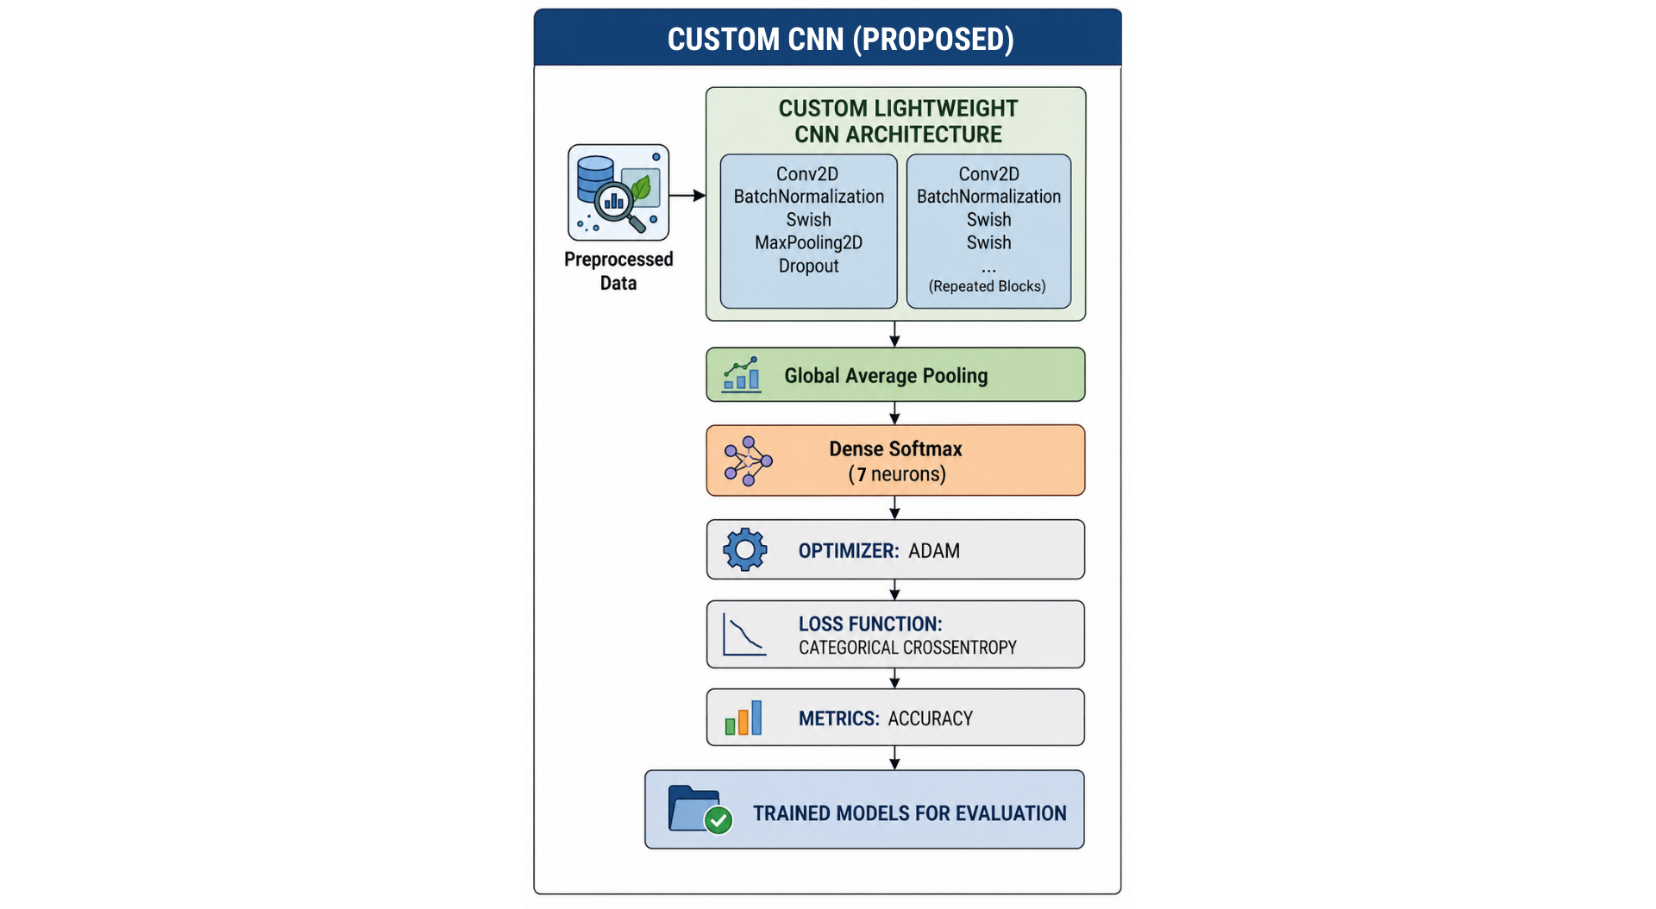 CUSTOM CNN (PROPOSED)
CUSTOM LIGHTWEIGHT
CNN ARCHITECTURE
Conv2D
BatchNormalization
Swish
MaxPooling2D
Dropout
Conv2D
BatchNormalization
Swish
Swish
...
(Repeated Blocks)
Preprocessed
Data
Global Average Pooling
Dense Softmax
(7 neurons)
OPTIMIZER: ADAM
LOSS FUNCTION:
CATEGORICAL CROSSENTROPY
METRICS: ACCURACY
TRAINED MODELS FOR EVALUATION